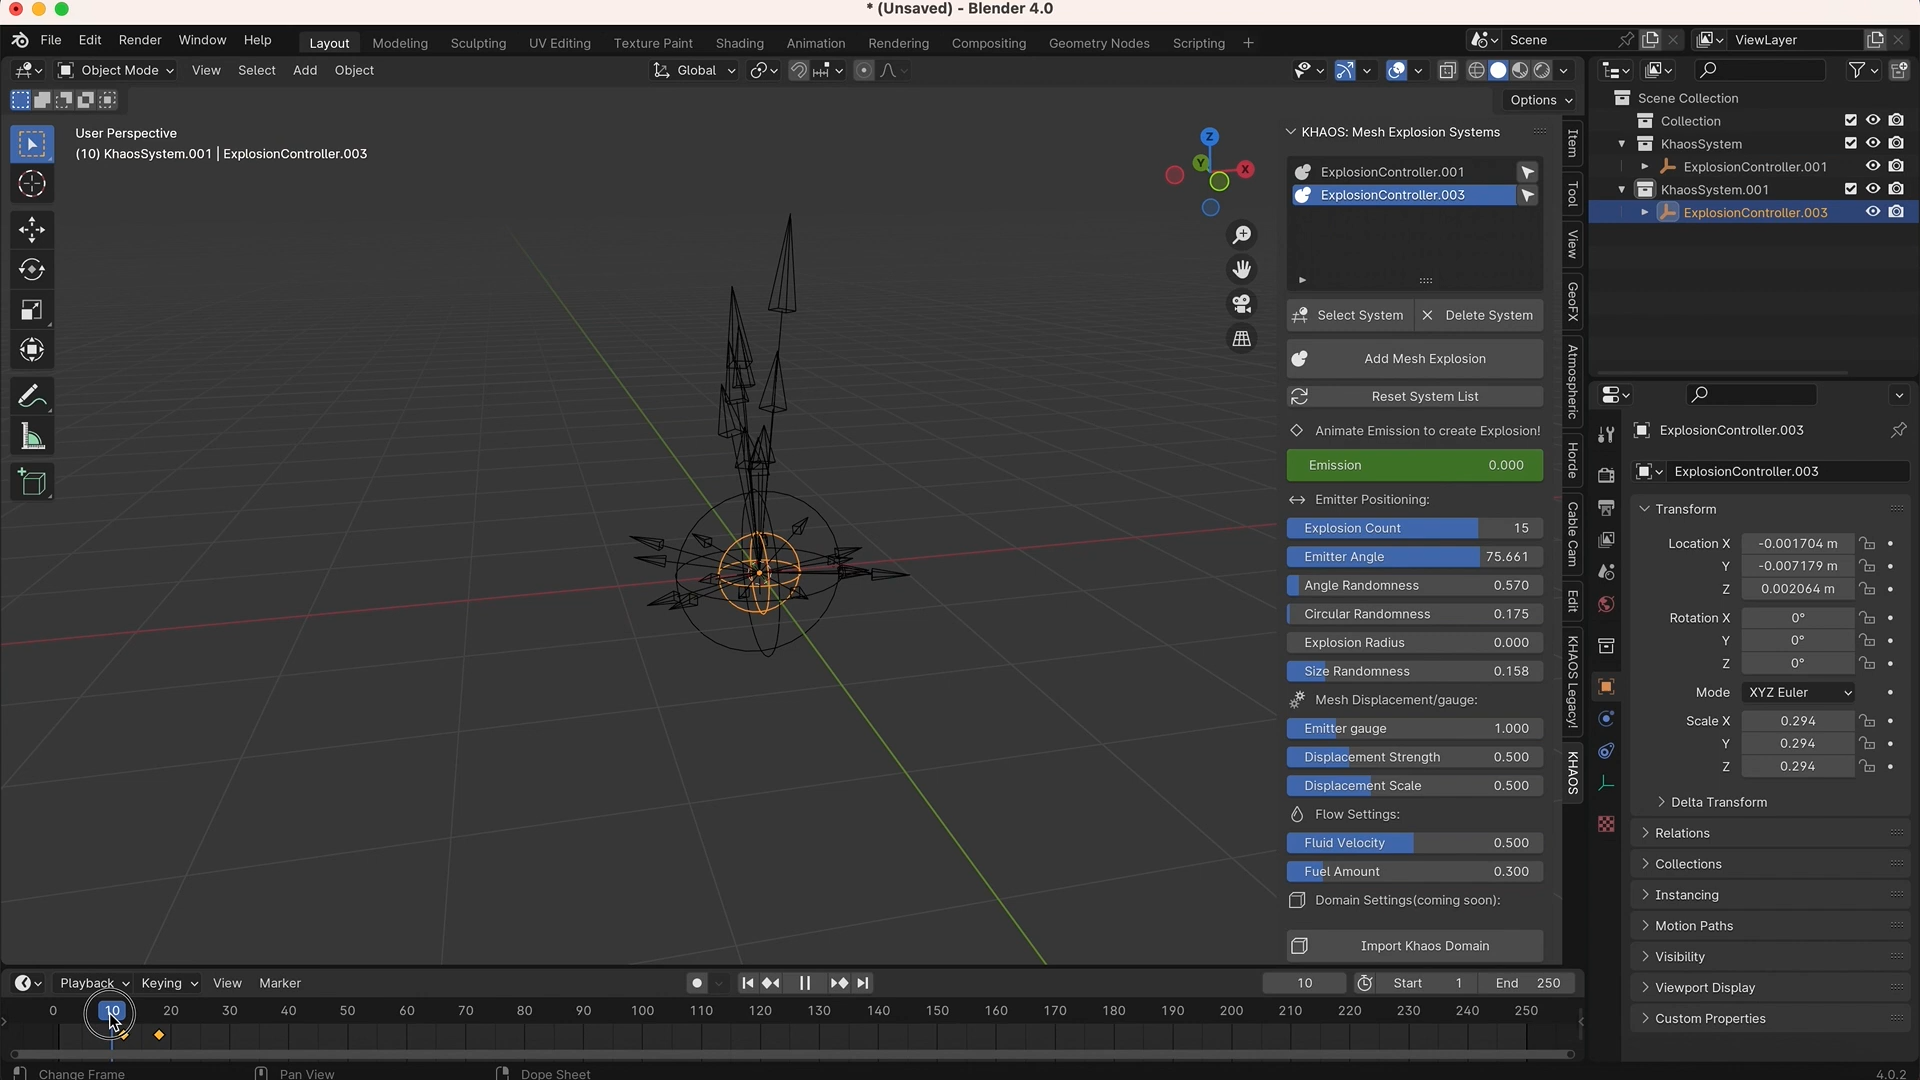 * (Unsaved) - Blender 4.0
File Edit Render Window Help Layout Modeling Sculpting UV Editing Texture Paint Shading Animation Rendering Compositing Geometry Nodes Scripting + Scene ViewLayer
Object Mode View Select Add Object Global
Options
User Perspective
(10) KhaosSystem.001 | ExplosionController.003
Z
Y
X
KHAOS: Mesh Explosion Systems
ExplosionController.001
ExplosionController.003
Select System Delete System
Add Mesh Explosion
Reset System List
Animate Emission to create Explosion!
Emission 0.000
Emitter Positioning:
Explosion Count 15
Emitter Angle 75.661
Angle Randomness 0.570
Circular Randomness 0.175
Explosion Radius 0.000
Size Randomness 0.158
Mesh Displacement/gauge:
Emitter gauge 1.000
Displacement Strength 0.500
Displacement Scale 0.500
Flow Settings:
Fluid Velocity 0.500
Fuel Amount 0.300
Domain Settings(coming soon):
Import Khaos Domain
Item
Tool
View
GeoFX
Atmospheric
Horde
Cable Cam
Edit
KHAOS Legacy!
KHAOS
Scene Collection
Collection
KhaosSystem
ExplosionController.001
KhaosSystem.001
ExplosionController.003
ExplosionController.003
ExplosionController.003
Transform
Location X -0.001704 m
Y -0.007179 m
Z 0.002064 m
Rotation X 0°
Y 0°
Z 0°
Mode XYZ Euler
Scale X 0.294
Y 0.294
Z 0.294
Delta Transform
Relations
Collections
Instancing
Motion Paths
Visibility
Viewport Display
Custom Properties
Playback Keying View Marker 10 Start 1 End 250
0 10 20 30 40 50 60 70 80 90 100 110 120 130 140 150 160 170 180 190 200 210 220 230 240 250
Change Frame Pan View Dope Sheet 4.0.2